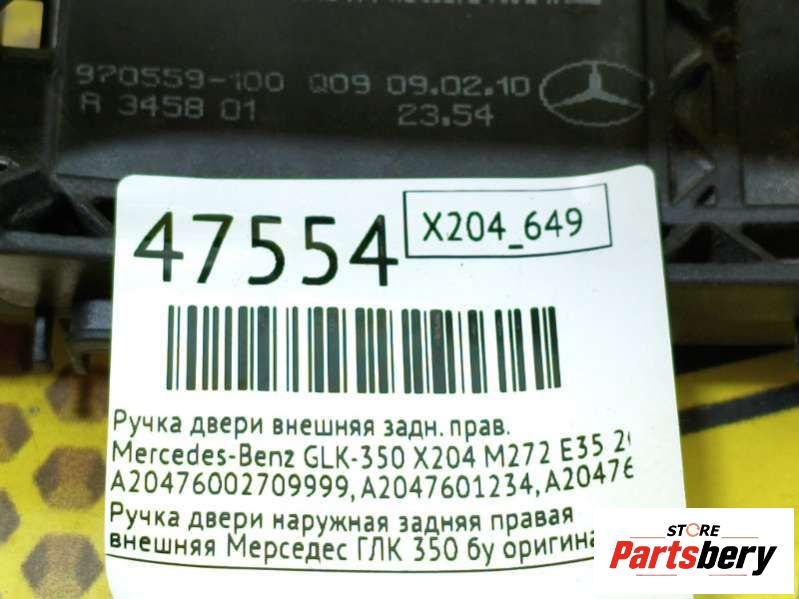 970559-100 Q09 09.02.10
A 3458 01 23.54
47554
X204_649
Ручка двери внешняя задн. прав.
Mercedes-Benz GLK-350 X204 M272 E35
A20476002709999, A2047601234, A20476
Ручка двери наружная задняя правая
внешняя Мерседес ГЛК 350 бу оригина
STORE
Partsbery